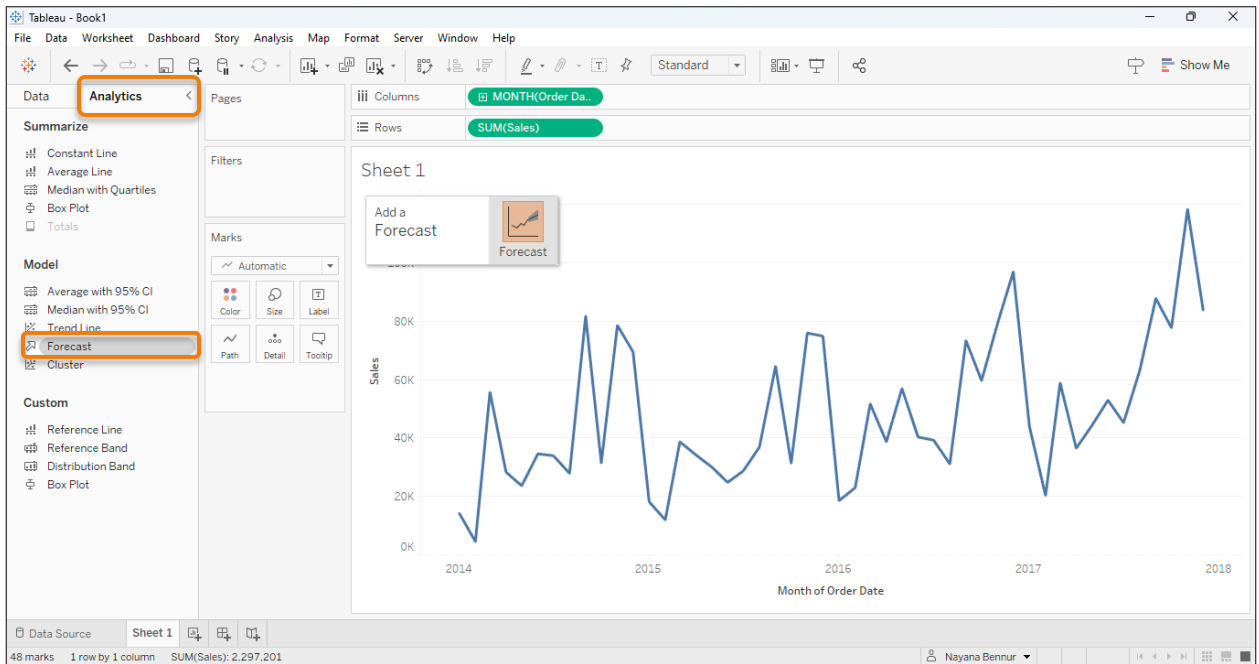 Tableau - Book1
File Data Worksheet Dashboard Story Analysis Map Format Server Window Help
Standard
Show Me
Data Analytics
Summarize
Constant Line
Average Line
Median with Quartiles
Box Plot
Totals
Model
Average with 95% CI
Median with 95% CI
Trend Line
Forecast
Cluster
Custom
Reference Line
Reference Band
Distribution Band
Box Plot
Pages
Filters
Marks
Automatic
Color Size Label
Path Detail Tooltip
Columns MONTH(Order Da..
Rows SUM(Sales)
Sheet 1
Add a
Forecast
Forecast
80K
60K
40K
20K
0K
Sales
2014 2015 2016 2017 2018
Month of Order Date
Data Source Sheet 1
48 marks 1 row by 1 column SUM(Sales): 2,297,201
Nayana Bennur